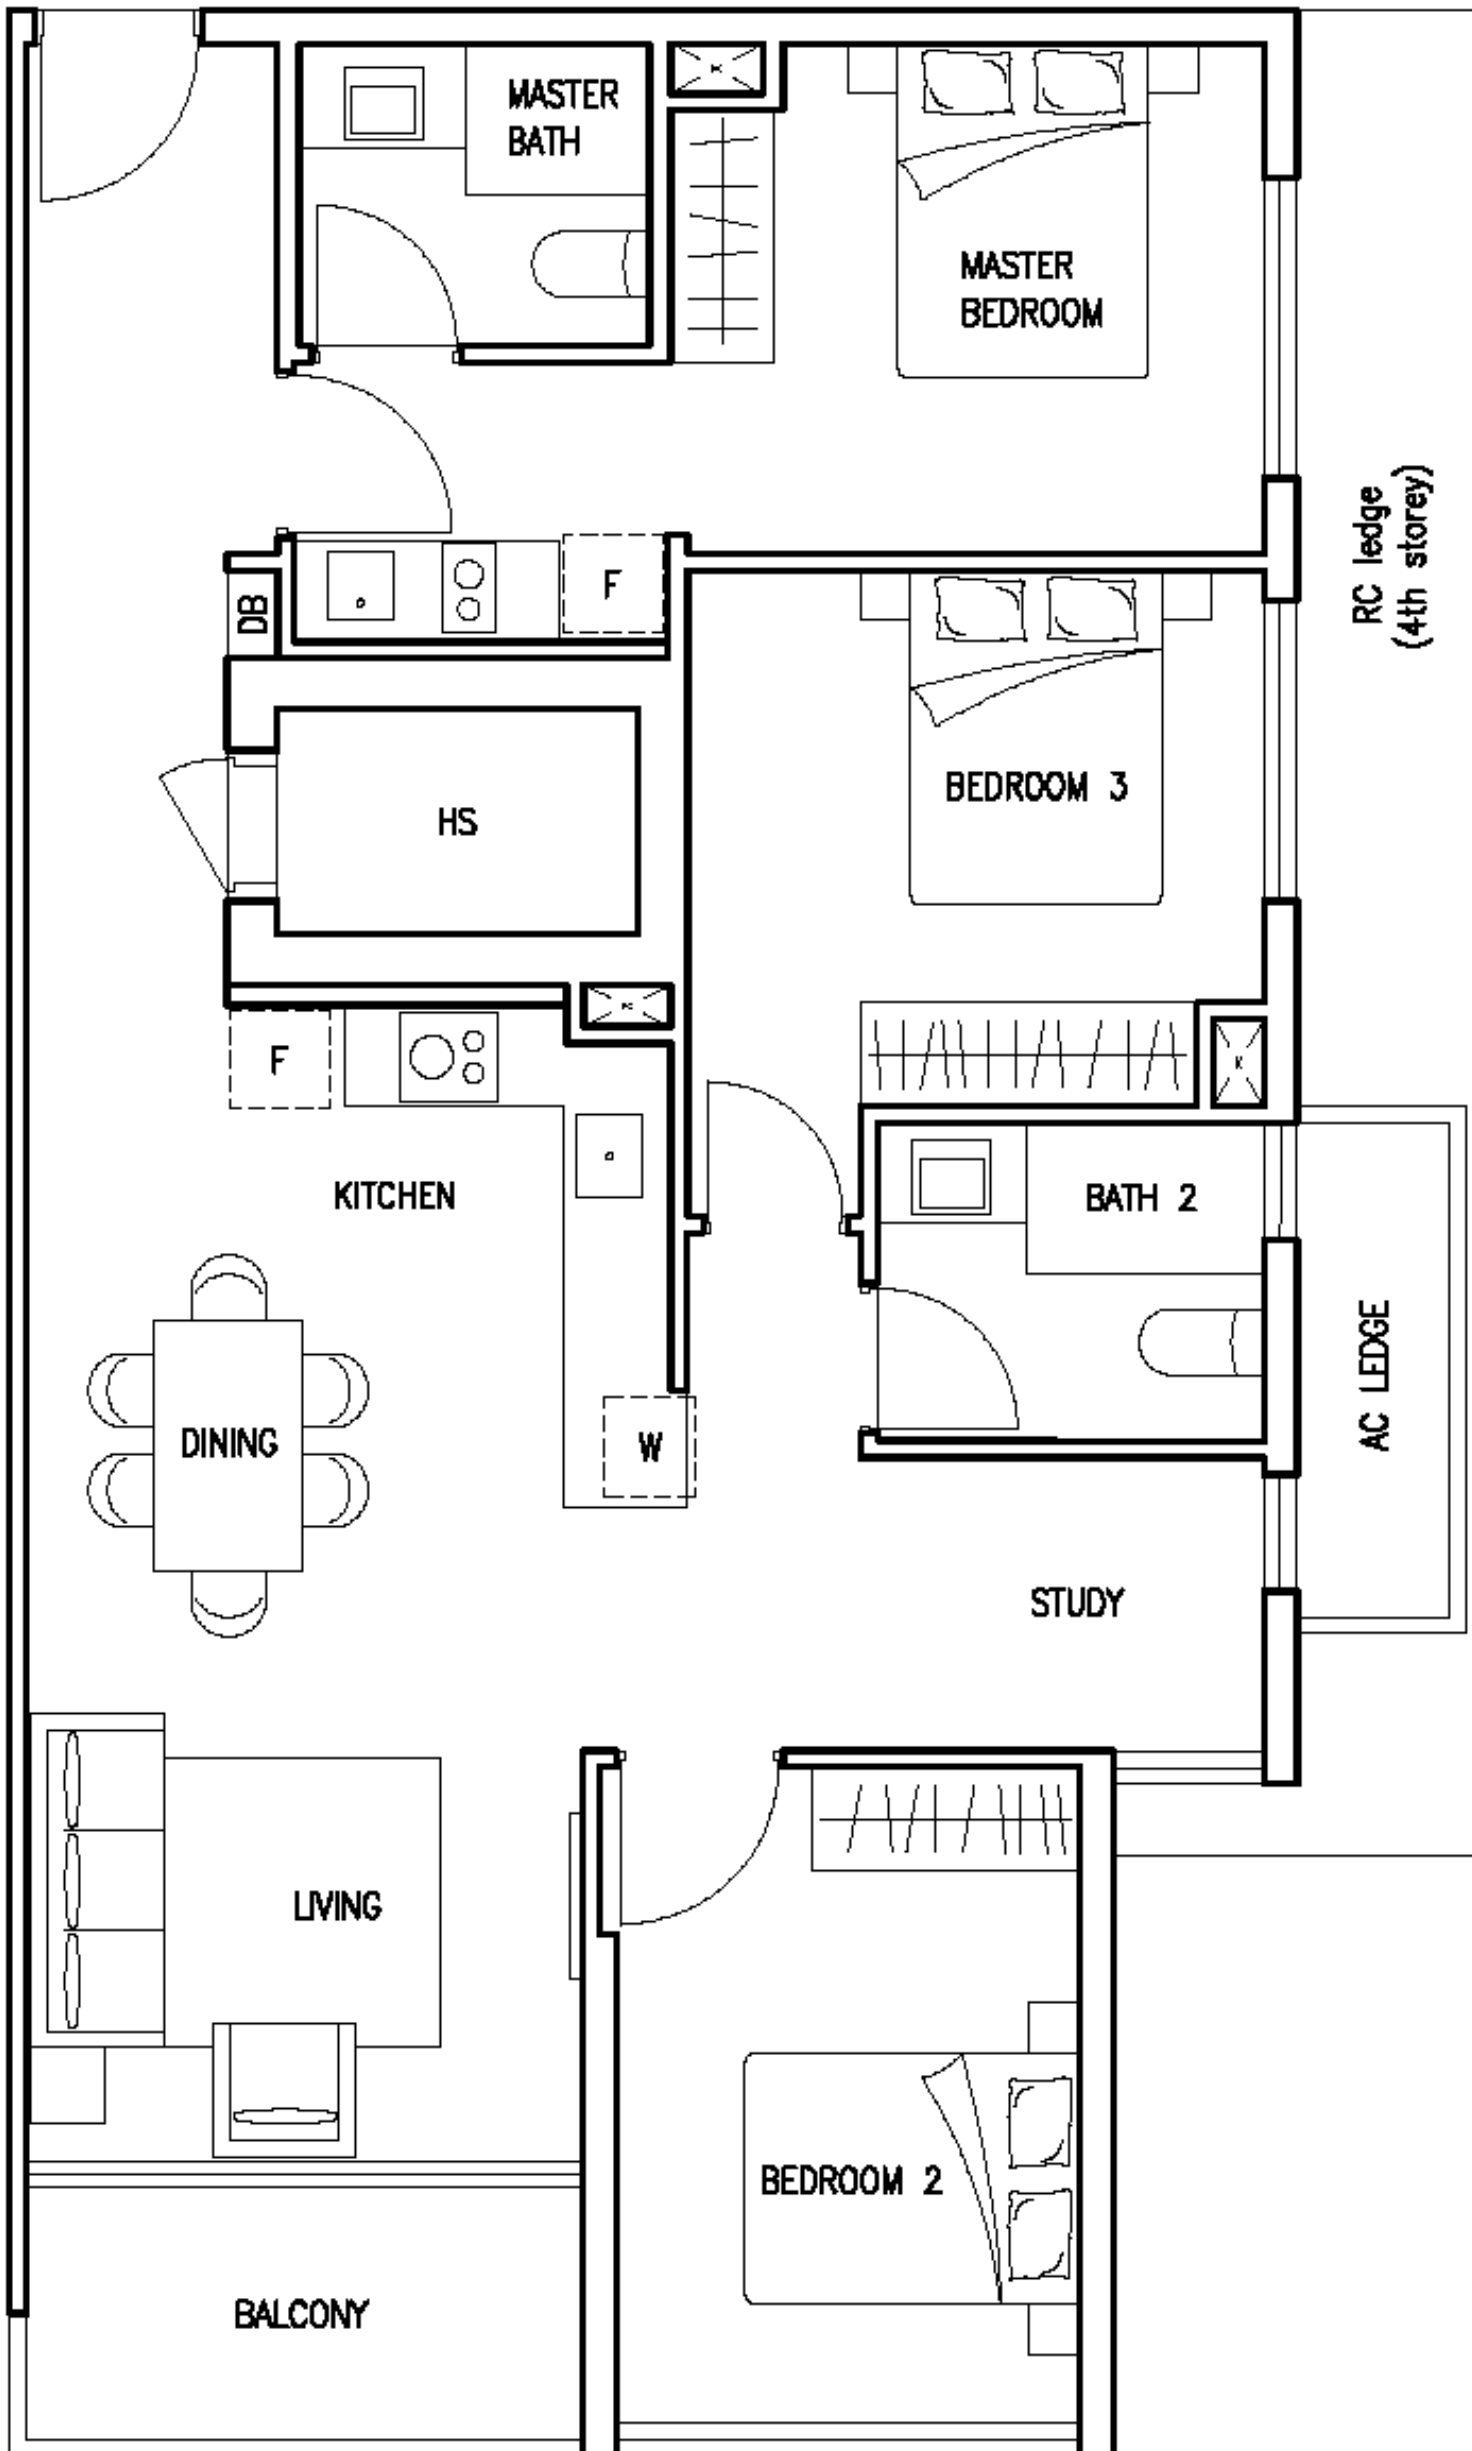 MASTER
BATH
MASTER
BEDROOM
RC ledge
(4th storey)
DB
F
BEDROOM 3
HS
F
KITCHEN
BATH 2
AC LEDGE
DINING
W
STUDY
LIVING
BEDROOM 2
BALCONY